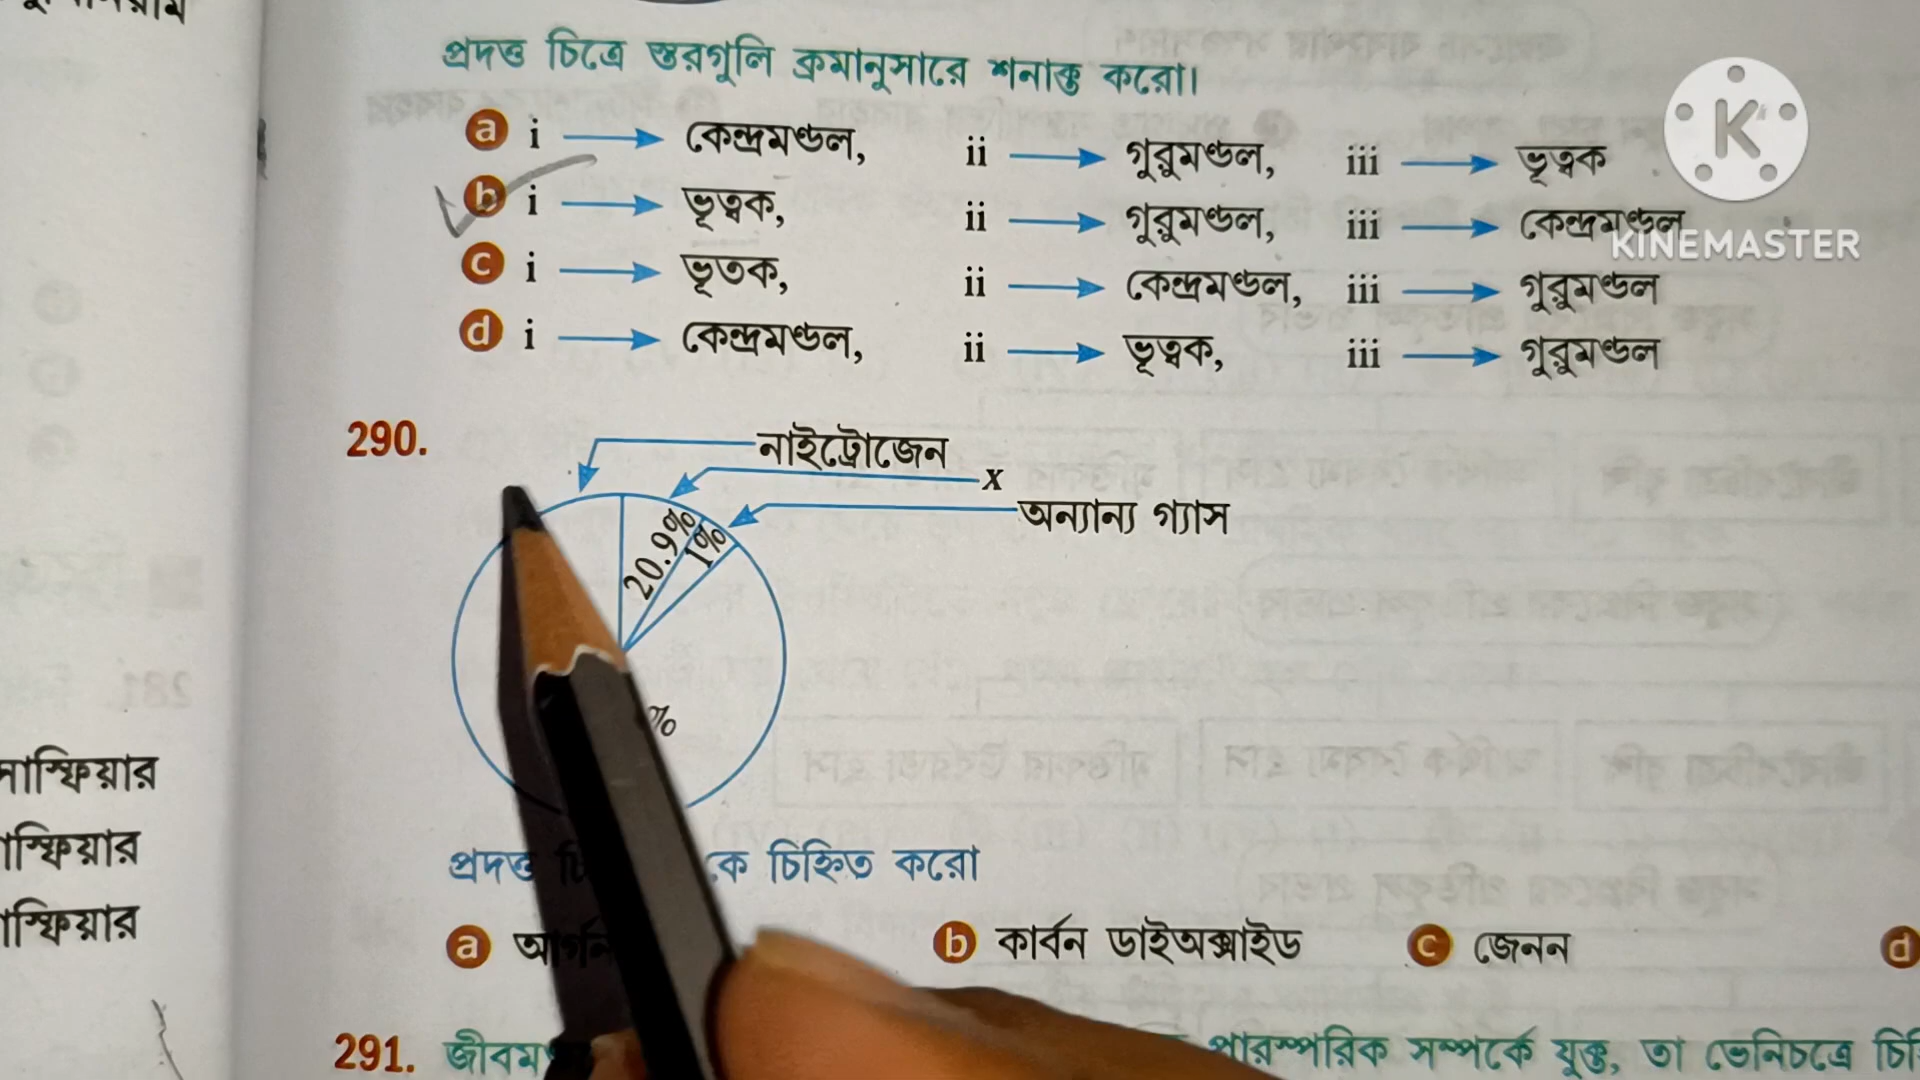 প্রদত্ত চিত্রে স্তরগুলি ক্রমানুসারে শনাক্ত করো।
a i কেন্দ্রমণ্ডল, ii গুরুমণ্ডল, iii ভূত্বক
b i ভূত্বক, ii গুরুমণ্ডল, iii কেন্দ্রমণ্ডল
c i ভূতক, ii কেন্দ্রমণ্ডল, iii গুরুমণ্ডল
d i কেন্দ্রমণ্ডল, ii ভূত্বক, iii গুরুমণ্ডল
K
KINEMASTER
290.
নাইট্রোজেন
x
অন্যান্য গ্যাস
20.9%
1%
%
প্রদত্ত কে চিহ্নিত করো
a b কার্বন ডাইঅক্সাইড c জেনন d
291. পারস্পরিক সম্পর্কে যুক্ত, তা ভেনচিত্রে